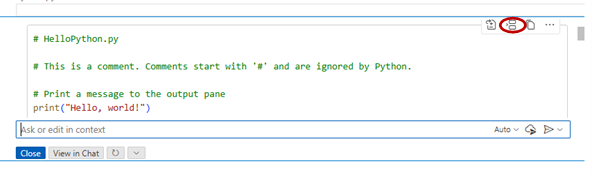 # HelloPython.py
# This is a comment. Comments start with '#' and are ignored by Python.
# Print a message to the output pane
print("Hello, world!")
Ask or edit in context
Auto
Close
View in Chat